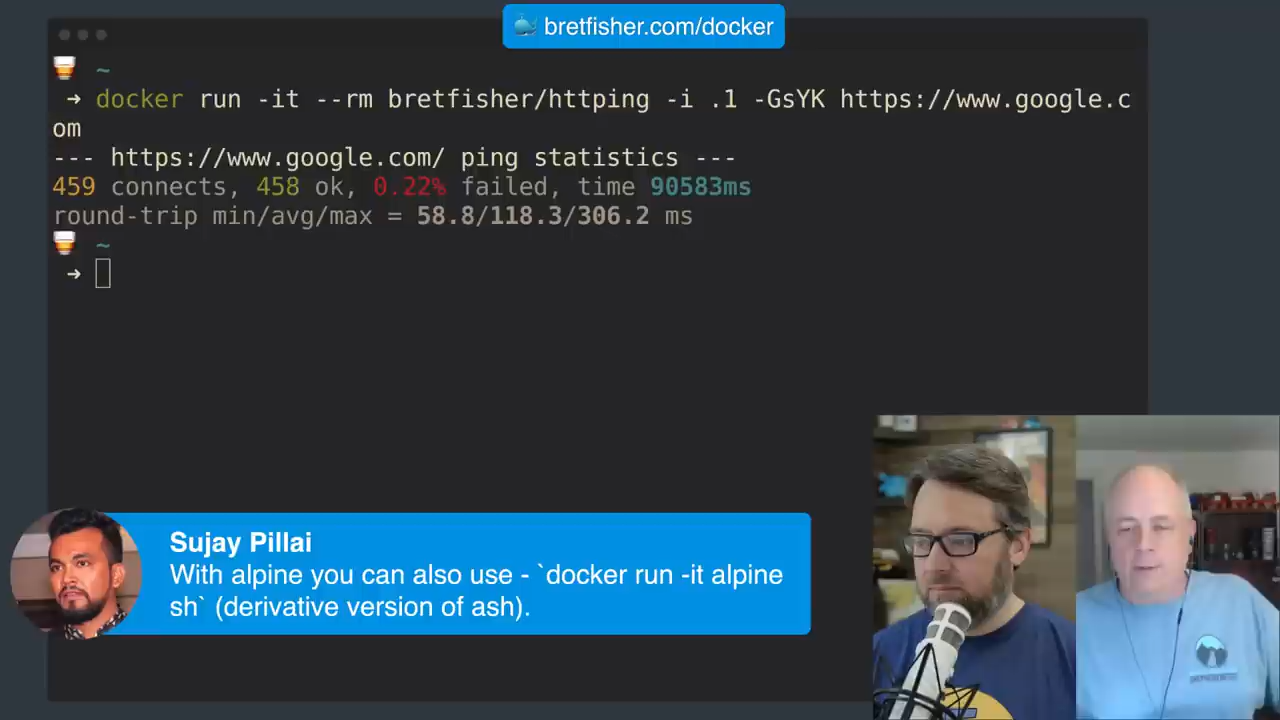 bretfisher.com/docker
~
➜ docker run -it --rm bretfisher/httping -i .1 -GsYK https://www.google.c
om
--- https://www.google.com/ ping statistics ---
459 connects, 458 ok, 0.22% failed, time 90583ms
round-trip min/avg/max = 58.8/118.3/306.2 ms
~
➜
Sujay Pillai
With alpine you can also use - `docker run -it alpine
sh` (derivative version of ash).